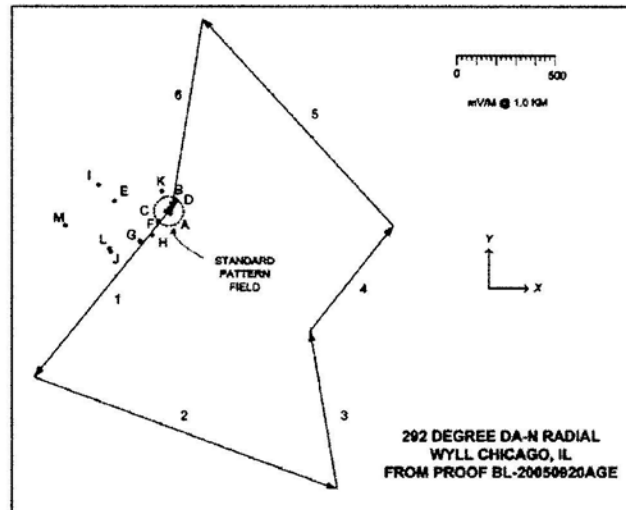 6
5
0 500
mV/M @ 1.0 KM
I
E
K
B
D
M
C
F
A
G
H
L
J
STANDARD
PATTERN
FIELD
Y
X
1
4
2
3
292 DEGREE DA-N RADIAL
WYLL CHICAGO, IL
FROM PROOF BL-20050920AGE